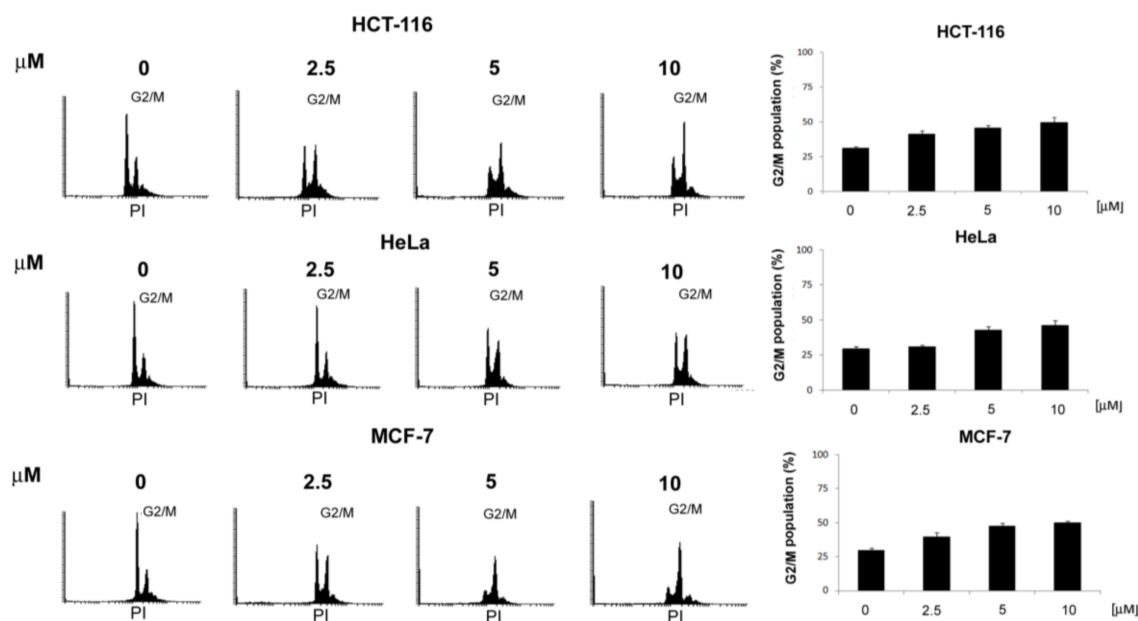 HCT-116
μM 0 2.5 5 10
G2/M G2/M G2/M G2/M
PI PI PI PI
HCT-116
G2/M population (%)
100
75
50
25
0
0 2.5 5 10 [μM]
HeLa
μM 0 2.5 5 10
G2/M G2/M G2/M G2/M
PI PI PI PI
HeLa
G2/M population (%)
100
75
50
25
0
0 2.5 5 10 [μM]
MCF-7
μM 0 2.5 5 10
G2/M G2/M G2/M G2/M
PI PI PI PI
MCF-7
G2/M population (%)
100
75
50
25
0
0 2.5 5 10 [μM]